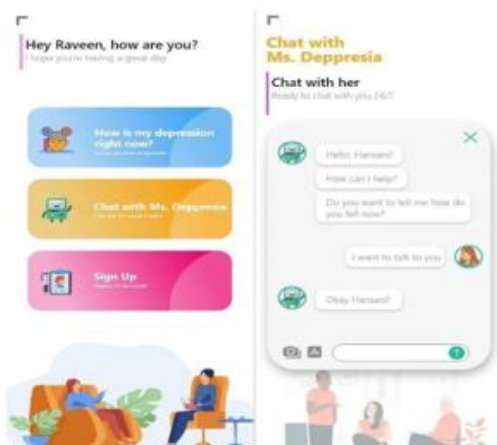 Hey Raveen, how are you?
I hope you're having a great day
How is my depression
right now?
Chat with Ms. Deppresia
Sign Up
Chat with
Ms. Deppresia
Chat with her
Ready to chat with you 24/7
Hello, Hansani!
How can I help?
Do you want to tell me how do
you fell now?
I want to talk to you
Okay Hansani!